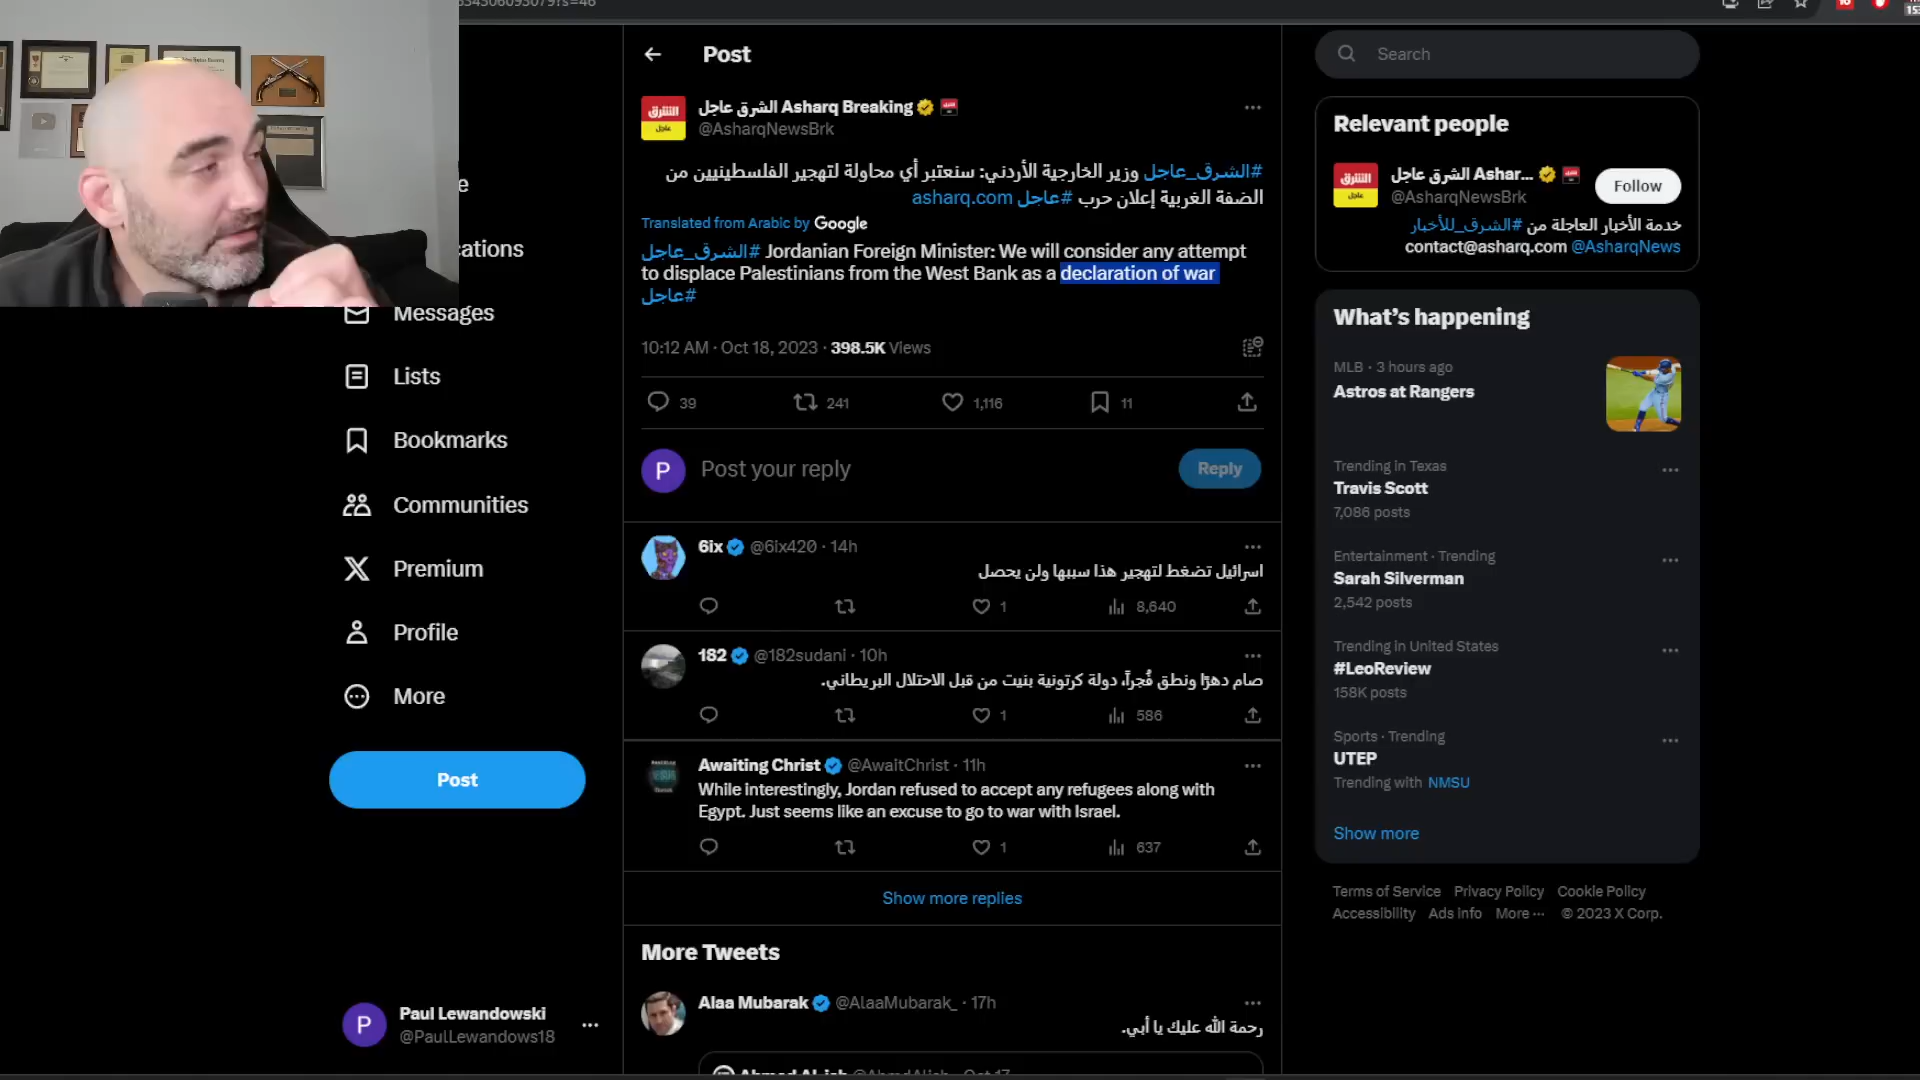 Post
Search
الشرق عاجل Asharq Breaking
@AsharqNewsBrk
#الشرق_عاجل وزير الخارجية الأردني: سنعتبر أي محاولة لتهجير الفلسطينيين من
الضفة الغربية إعلان حرب #عاجل asharq.com
Translated from Arabic by Google
#الشرق_عاجل Jordanian Foreign Minister: We will consider any attempt
to displace Palestinians from the West Bank as a declaration of war
#عاجل
10:12 AM · Oct 18, 2023 · 398.5K Views
39 241 1,116 11
P Post your reply Reply
6ix @6ix420 · 14h
اسرائيل تضغط لتهجير هذا سببها ولن يحصل
1 8,640
182 @182sudani · 10h
صام دهرًا ونطق فُجراً، دولة كرتونية بنيت من قبل الاحتلال البريطاني.
1 586
Awaiting Christ @AwaitChrist · 11h
While interestingly, Jordan refused to accept any refugees along with
Egypt. Just seems like an excuse to go to war with Israel.
1 637
Show more replies
More Tweets
Alaa Mubarak @AlaaMubarak_ · 17h
رحمة الله عليك يا أبي.
Messages
Lists
Bookmarks
Communities
Premium
Profile
More
Post
P Paul Lewandowski
@PaulLewandows18
Relevant people
الشرق عاجل Ashar...
@AsharqNewsBrk
Follow
خدمة الأخبار العاجلة من #الشرق_للأخبار
contact@asharq.com @AsharqNews
What's happening
MLB · 3 hours ago
Astros at Rangers
Trending in Texas
Travis Scott
7,086 posts
Entertainment · Trending
Sarah Silverman
2,542 posts
Trending in United States
#LeoReview
158K posts
Sports · Trending
UTEP
Trending with NMSU
Show more
Terms of Service Privacy Policy Cookie Policy
Accessibility Ads info More ··· © 2023 X Corp.